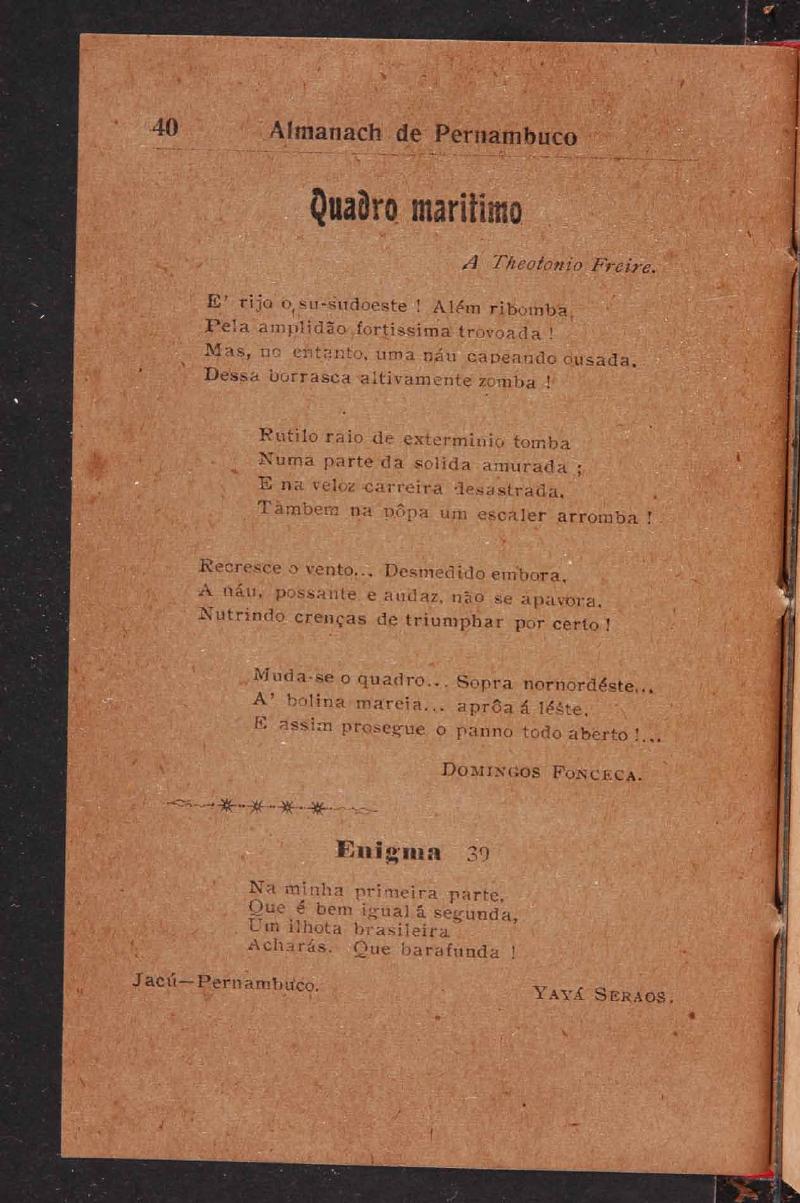 40
Almanach de Pernambuco
Quadro maritimo
A Theotonio Freire.
E' rijo o su-sudoeste ! Além ribomba,
Pela amplidão fortissima trovoada !
Mas, no entanto, uma náu capeando ousada,
Dessa borrasca altivamente zomba !
Rutilo raio de exterminio tomba
Numa parte da solida amurada ;
E na veloz carreira desastrada,
Tambem na pôpa um escaler arromba !
Recresce o vento... Desmedido embora,
A náu, possante e audaz, não se apavora,
Nutrindo crenças de triumphar por certo !
Muda-se o quadro... Sopra nornordéste...
A' bolina mareia... aprôa á léste,
E assim prosegue o panno todo aberto !...
DOMINGOS FONCECA.
Enigma 39
Na minha primeira parte,
Que é bem igual á segunda,
Um ilhota brasileira
Acharás. Que barafunda !
Jacú—Pernambuco.
YAYÁ SERAOS.